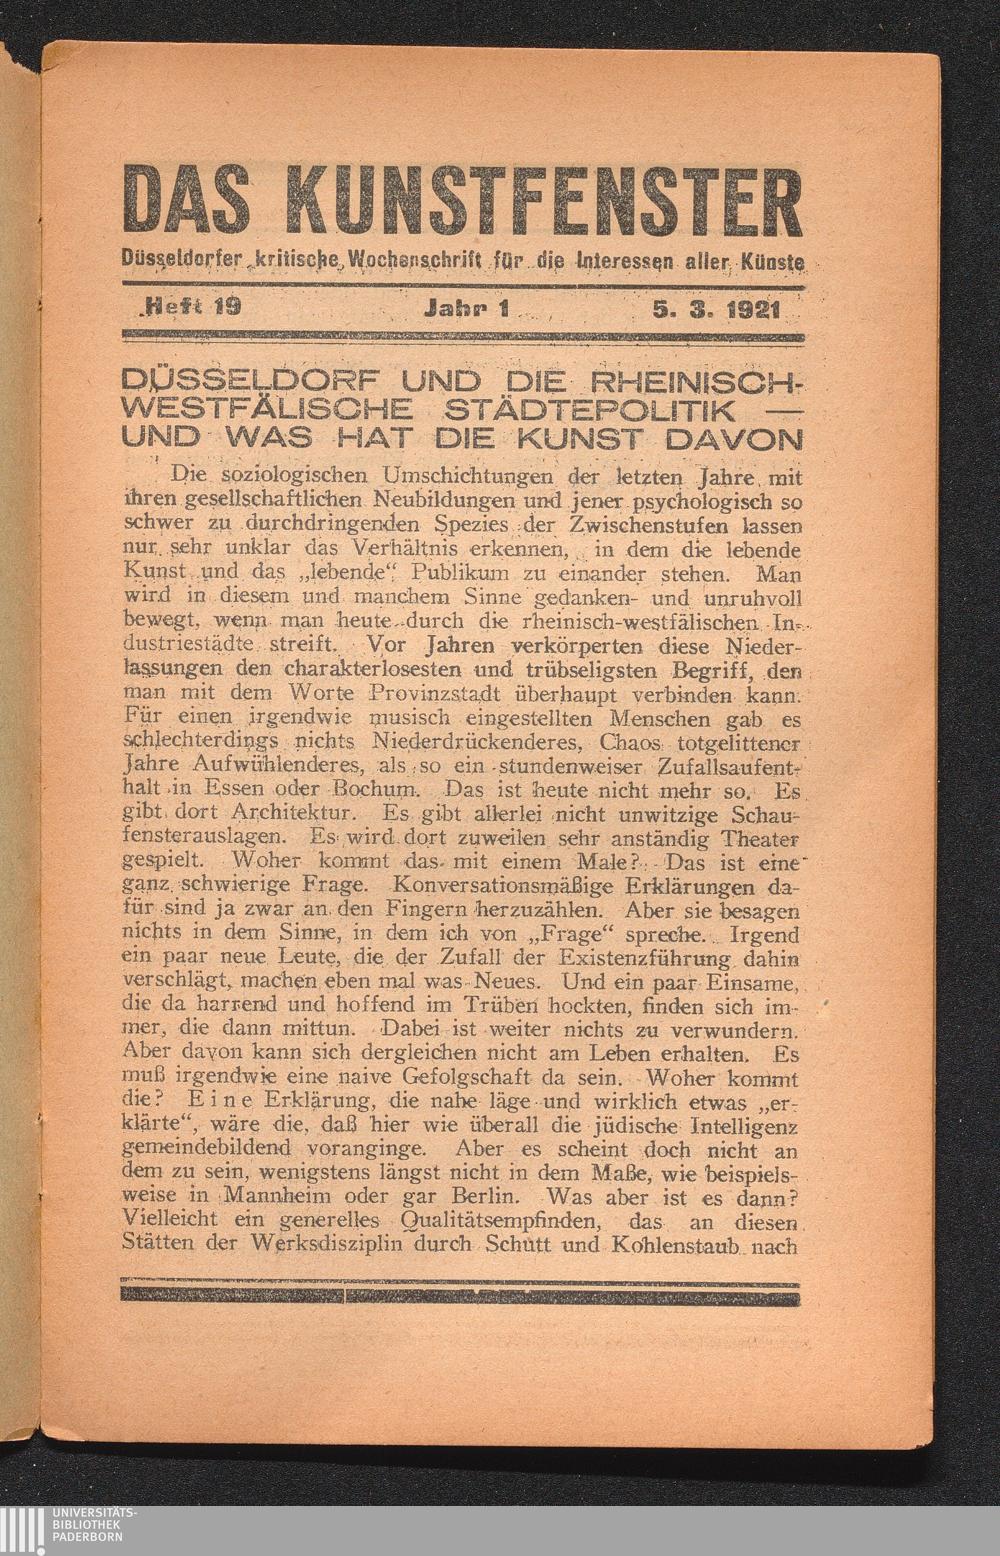 DAS KUNSTFENSTER
Düsseldorfer kritische Wochenschrift für die Interessen aller Künste
Heft 19 Jahr 1 5. 3. 1921
DÜSSELDORF UND DIE RHEINISCH-
WESTFÄLISCHE STÄDTEPOLITIK —
UND WAS HAT DIE KUNST DAVON
Die soziologischen Umschichtungen der letzten Jahre mit
ihren gesellschaftlichen Neubildungen und jener psychologisch so
schwer zu durchdringenden Spezies der Zwischenstufen lassen
nur sehr unklar das Verhältnis erkennen, in dem die lebende
Kunst und das „lebende“ Publikum zu einander stehen. Man
wird in diesem und manchem Sinne gedanken- und unruhvoll
bewegt, wenn man heute durch die rheinisch-westfälischen In-
dustriestädte streift. Vor Jahren verkörperten diese Nieder-
lassungen den charakterlosesten und trübseligsten Begriff, den
man mit dem Worte Provinzstadt überhaupt verbinden kann.
Für einen irgendwie musisch eingestellten Menschen gab es
schlechterdings nichts Niederdrückenderes, Chaos totgelittener
Jahre Aufwühlenderes, als so ein stundenweiser Zufallsaufent-
halt in Essen oder Bochum. Das ist heute nicht mehr so. Es
gibt dort Architektur. Es gibt allerlei nicht unwitzige Schau-
fensterauslagen. Es wird dort zuweilen sehr anständig Theater
gespielt. Woher kommt das mit einem Male? Das ist eine
ganz schwierige Frage. Konversationsmäßige Erklärungen da-
für sind ja zwar an den Fingern herzuzählen. Aber sie besagen
nichts in dem Sinne, in dem ich von „Frage“ spreche. Irgend
ein paar neue Leute, die der Zufall der Existenzführung dahin
verschlägt, machen eben mal was Neues. Und ein paar Einsame,
die da harrend und hoffend im Trüben hockten, finden sich im-
mer, die dann mittun. Dabei ist weiter nichts zu verwundern.
Aber davon kann sich dergleichen nicht am Leben erhalten. Es
muß irgendwie eine naive Gefolgschaft da sein. Woher kommt
die? Eine Erklärung, die nahe läge und wirklich etwas „er-
klärte“, wäre die, daß hier wie überall die jüdische Intelligenz
gemeindebildend voranginge. Aber es scheint doch nicht an
dem zu sein, wenigstens längst nicht in dem Maße, wie beispiels-
weise in Mannheim oder gar Berlin. Was aber ist es dann?
Vielleicht ein generelles Qualitätsempfinden, das an diesen
Stätten der Werksdisziplin durch Schutt und Kohlenstaub nach
UNIVERSITÄTS-
BIBLIOTHEK
PADERBORN